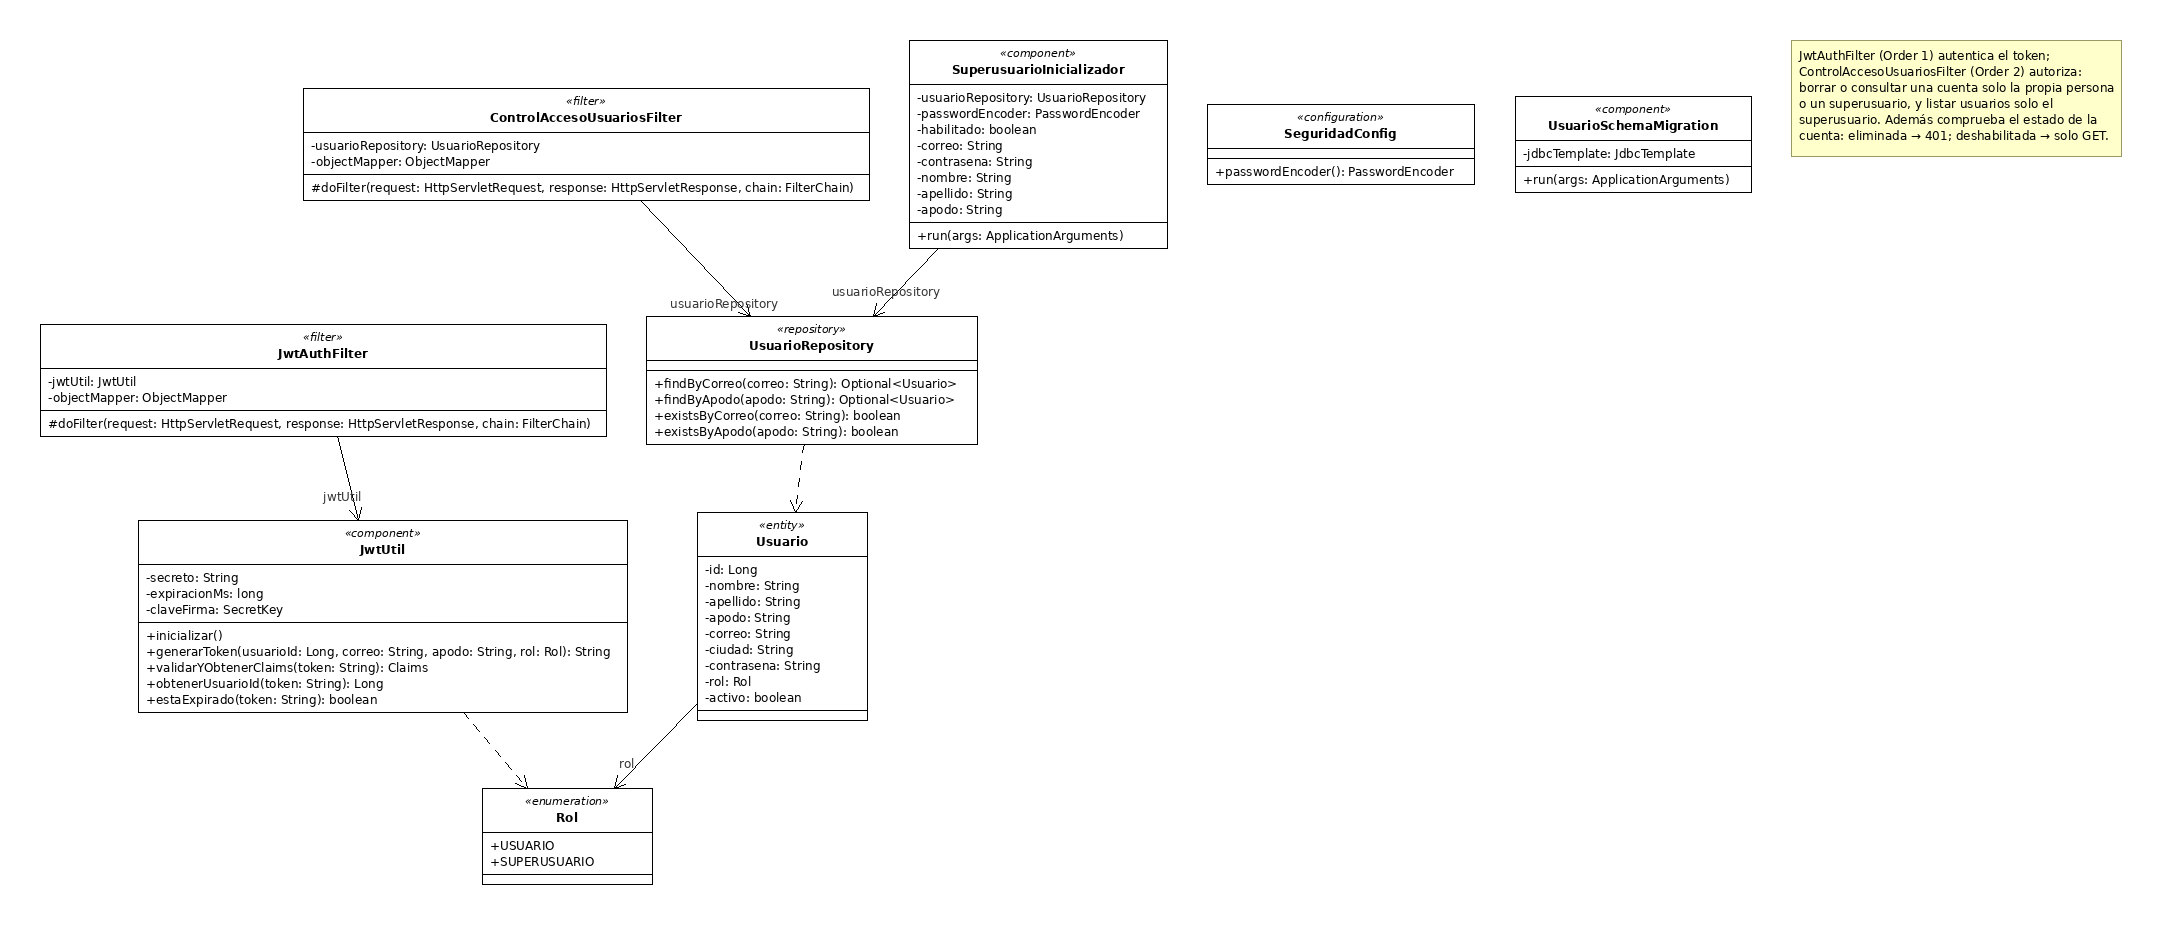 «filter»
ControlAccesoUsuariosFilter
-usuarioRepository: UsuarioRepository
-objectMapper: ObjectMapper
#doFilter(request: HttpServletRequest, response: HttpServletResponse, chain: FilterChain)
«component»
SuperusuarioInicializador
-usuarioRepository: UsuarioRepository
-passwordEncoder: PasswordEncoder
-habilitado: boolean
-correo: String
-contrasena: String
-nombre: String
-apellido: String
-apodo: String
+run(args: ApplicationArguments)
«configuration»
SeguridadConfig
+passwordEncoder(): PasswordEncoder
«component»
UsuarioSchemaMigration
-jdbcTemplate: JdbcTemplate
+run(args: ApplicationArguments)
JwtAuthFilter (Order 1) autentica el token;
ControlAccesoUsuariosFilter (Order 2) autoriza:
borrar o consultar una cuenta solo la propia persona
o un superusuario, y listar usuarios solo el
superusuario. Además comprueba el estado de la
cuenta: eliminada → 401; deshabilitada → solo GET.
usuarioRepository
usuarioRepository
«filter»
JwtAuthFilter
-jwtUtil: JwtUtil
-objectMapper: ObjectMapper
#doFilter(request: HttpServletRequest, response: HttpServletResponse, chain: FilterChain)
«repository»
UsuarioRepository
+findByCorreo(correo: String): Optional<Usuario>
+findByApodo(apodo: String): Optional<Usuario>
+existsByCorreo(correo: String): boolean
+existsByApodo(apodo: String): boolean
jwtUtil
«component»
JwtUtil
-secreto: String
-expiracionMs: long
-claveFirma: SecretKey
+inicializar()
+generarToken(usuarioId: Long, correo: String, apodo: String, rol: Rol): String
+validarYObtenerClaims(token: String): Claims
+obtenerUsuarioId(token: String): Long
+estaExpirado(token: String): boolean
«entity»
Usuario
-id: Long
-nombre: String
-apellido: String
-apodo: String
-correo: String
-ciudad: String
-contrasena: String
-rol: Rol
-activo: boolean
rol
«enumeration»
Rol
+USUARIO
+SUPERUSUARIO